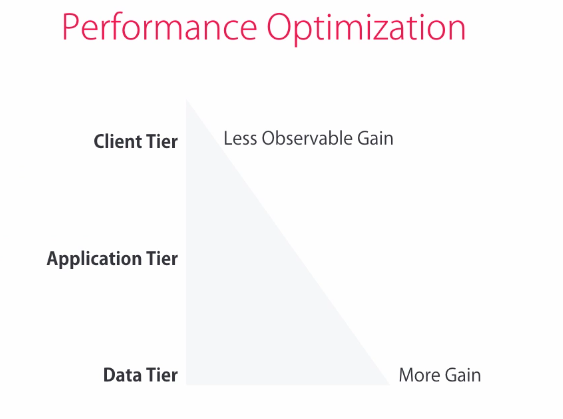 Performance Optimization
Client Tier
Less Observable Gain
Application Tier
Data Tier
More Gain